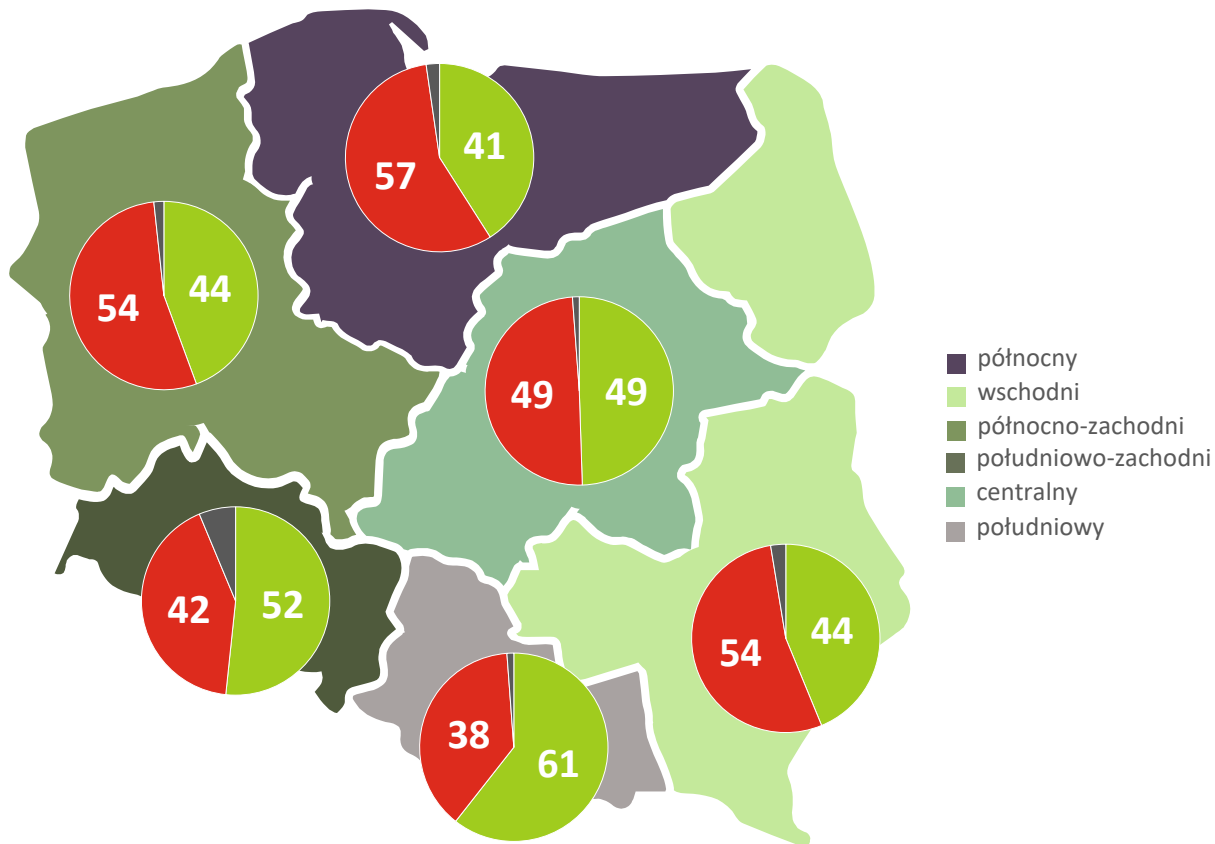 41
57
44
54
49
49
52
42
44
54
38
61
północny
wschodni
północno-zachodni
południowo-zachodni
centralny
południowy